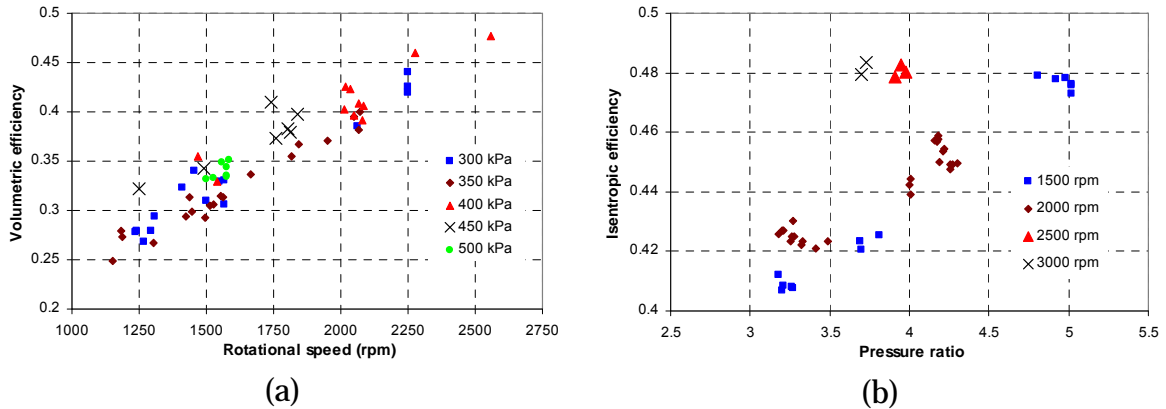 0.5
0.45
0.4
0.35
0.3
0.25
0.2
Volumetric efficiency
300 kPa
350 kPa
400 kPa
450 kPa
500 kPa
1000 1250 1500 1750 2000 2250 2500 2750
Rotational speed (rpm)
(a)
0.5
0.48
0.46
0.44
0.42
0.4
Isentropic efficiency
1500 rpm
2000 rpm
2500 rpm
3000 rpm
2.5 3 3.5 4 4.5 5 5.5
Pressure ratio
(b)